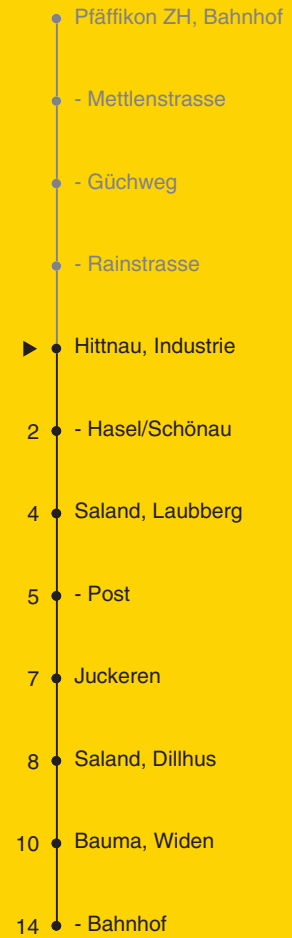 Pfäffikon ZH, Bahnhof
- Mettlenstrasse
- Güchweg
- Rainstrasse
Hittnau, Industrie
2 - Hasel/Schönau
4 Saland, Laubberg
5 - Post
7 Juckeren
8 Saland, Dillhus
10 Bauma, Widen
14 - Bahnhof